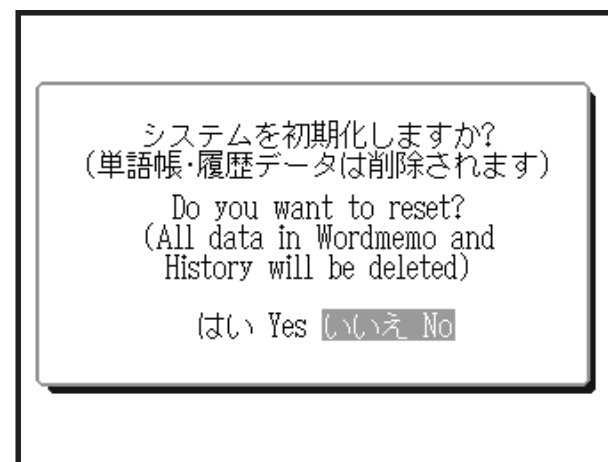 システムを初期化しますか?
(単語帳・履歴データは削除されます)
Do you want to reset?
(All data in Wordmemo and
History will be deleted)
はい Yes いいえ No